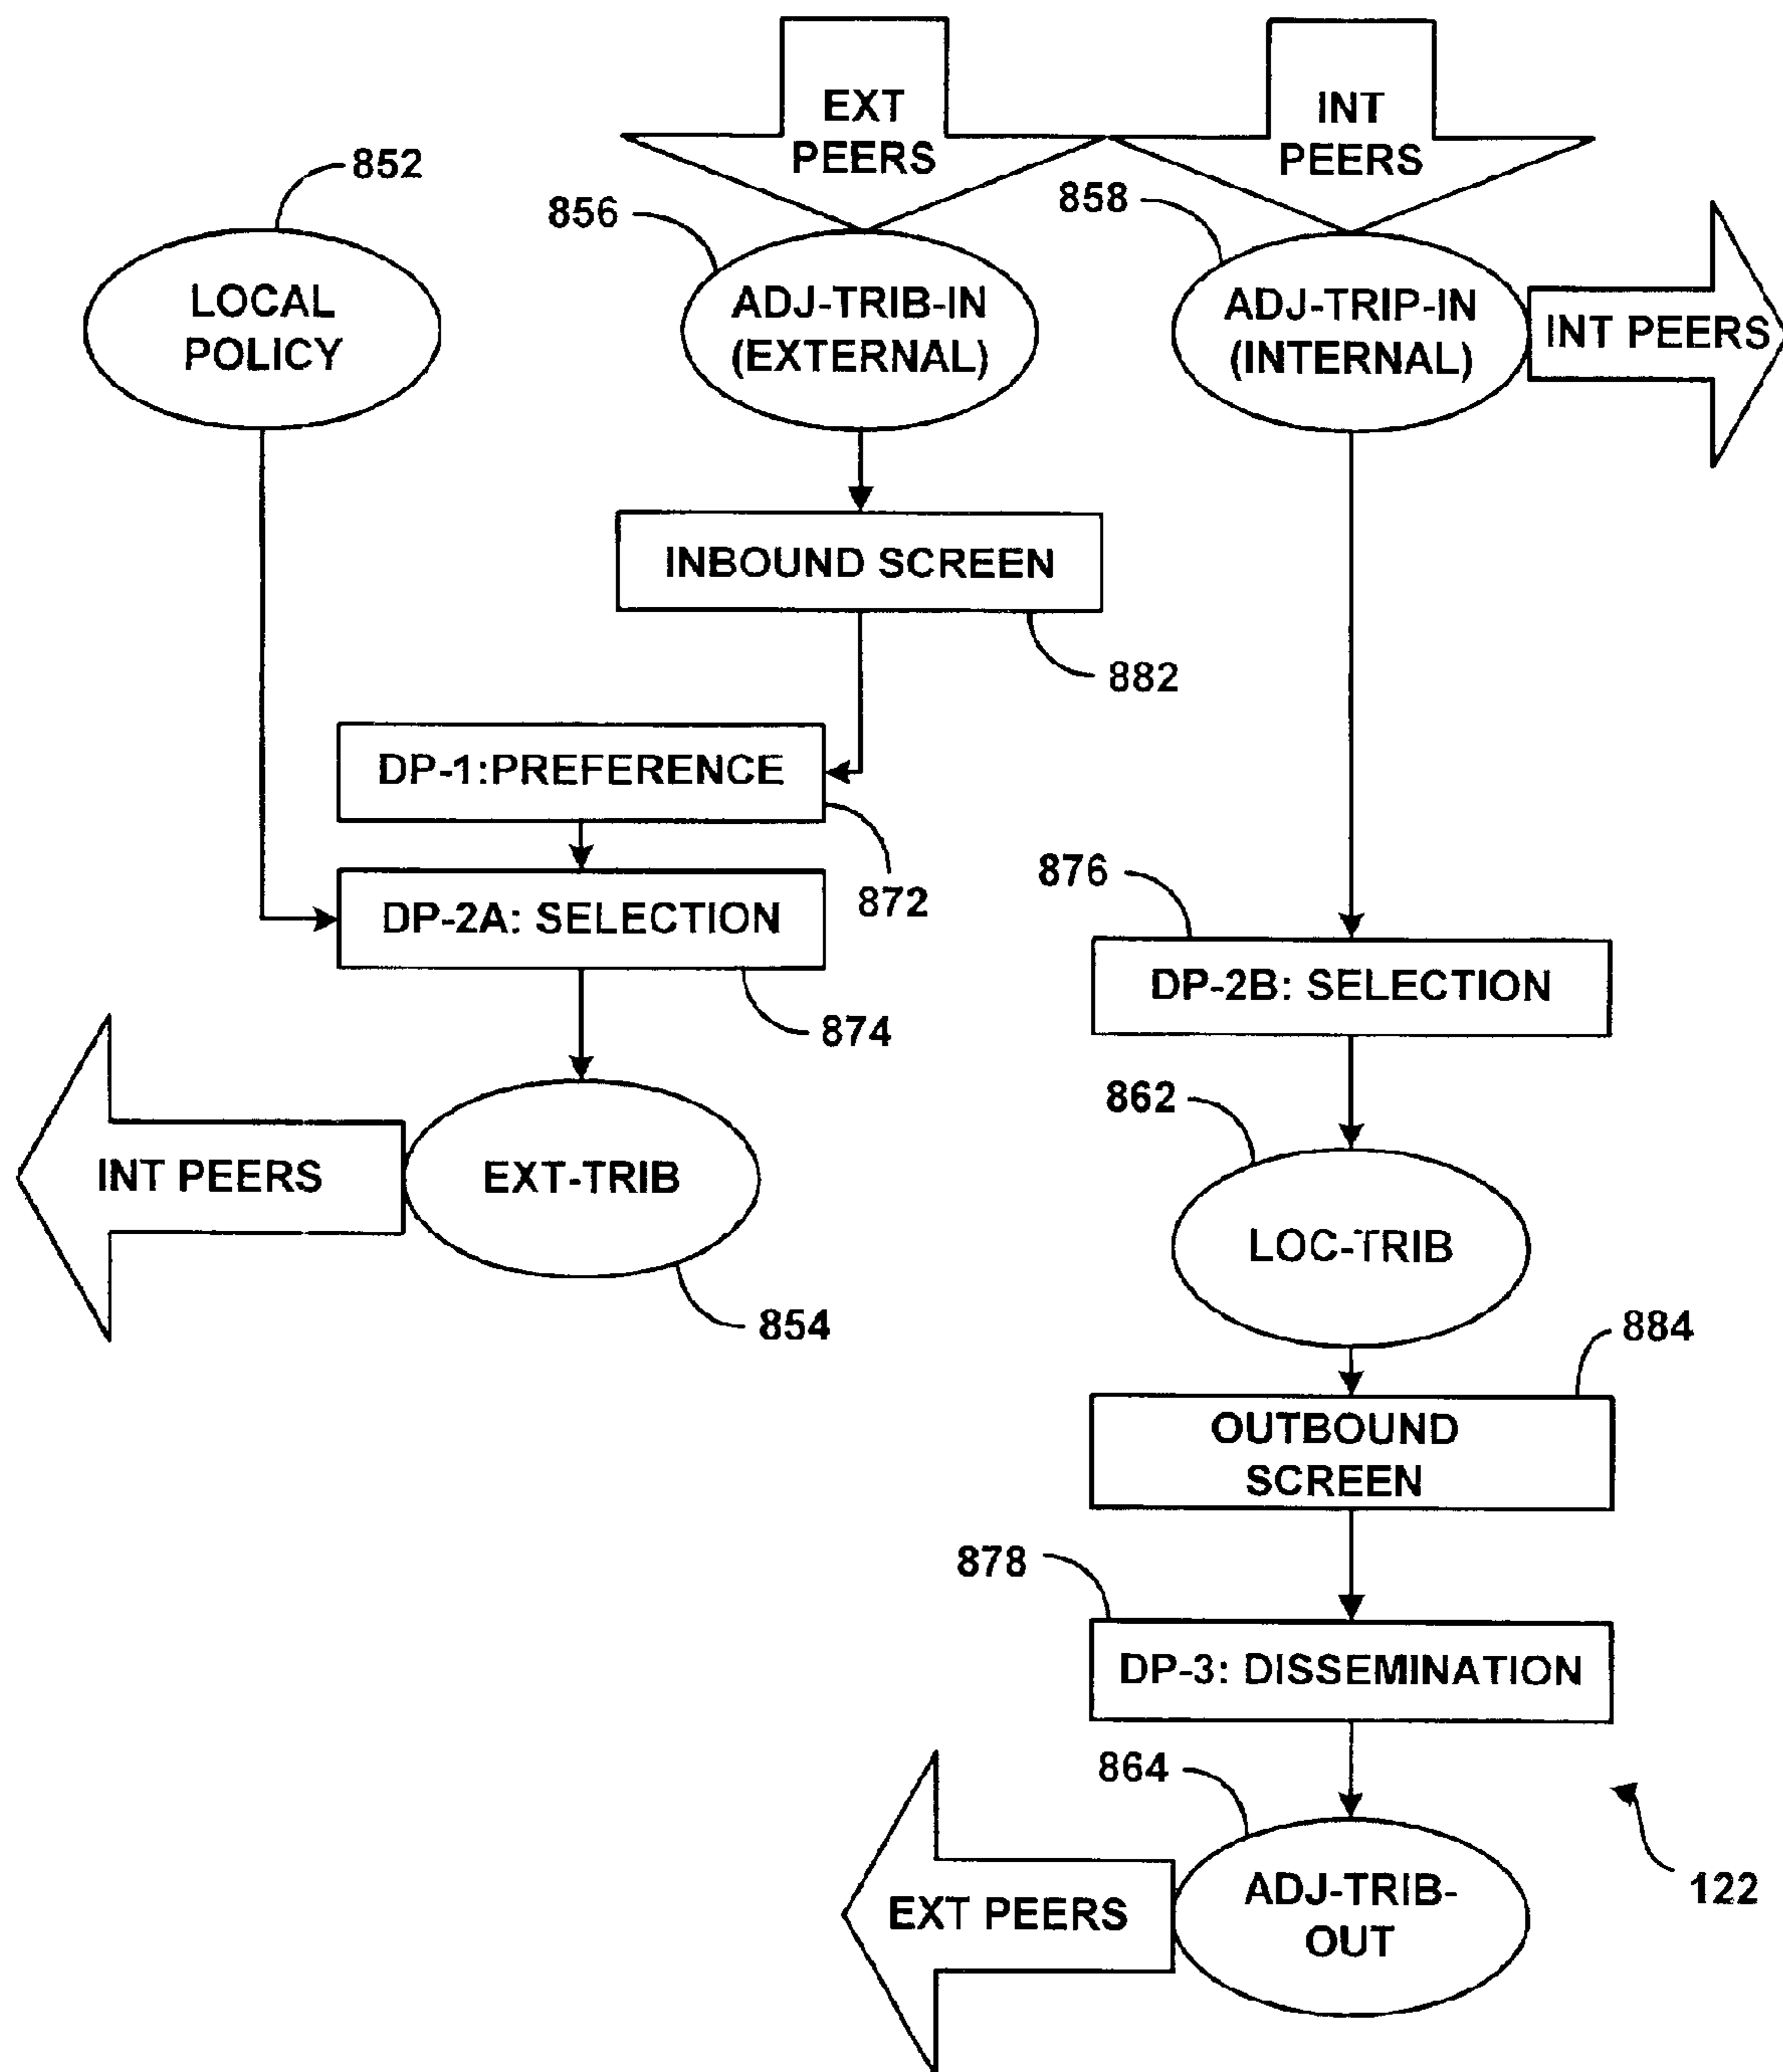 EXT
PEERS
INT
PEERS
852
856
858
LOCAL
POLICY
ADJ-TRIB-IN
(EXTERNAL)
ADJ-TRIP-IN
(INTERNAL)
INT PEERS
INBOUND SCREEN
882
DP-1:PREFERENCE
872
876
DP-2A: SELECTION
874
DP-2B: SELECTION
862
INT PEERS
EXT-TRIB
854
LOC-TRIB
884
OUTBOUND
SCREEN
878
DP-3: DISSEMINATION
864
122
EXT PEERS
ADJ-TRIB-
OUT